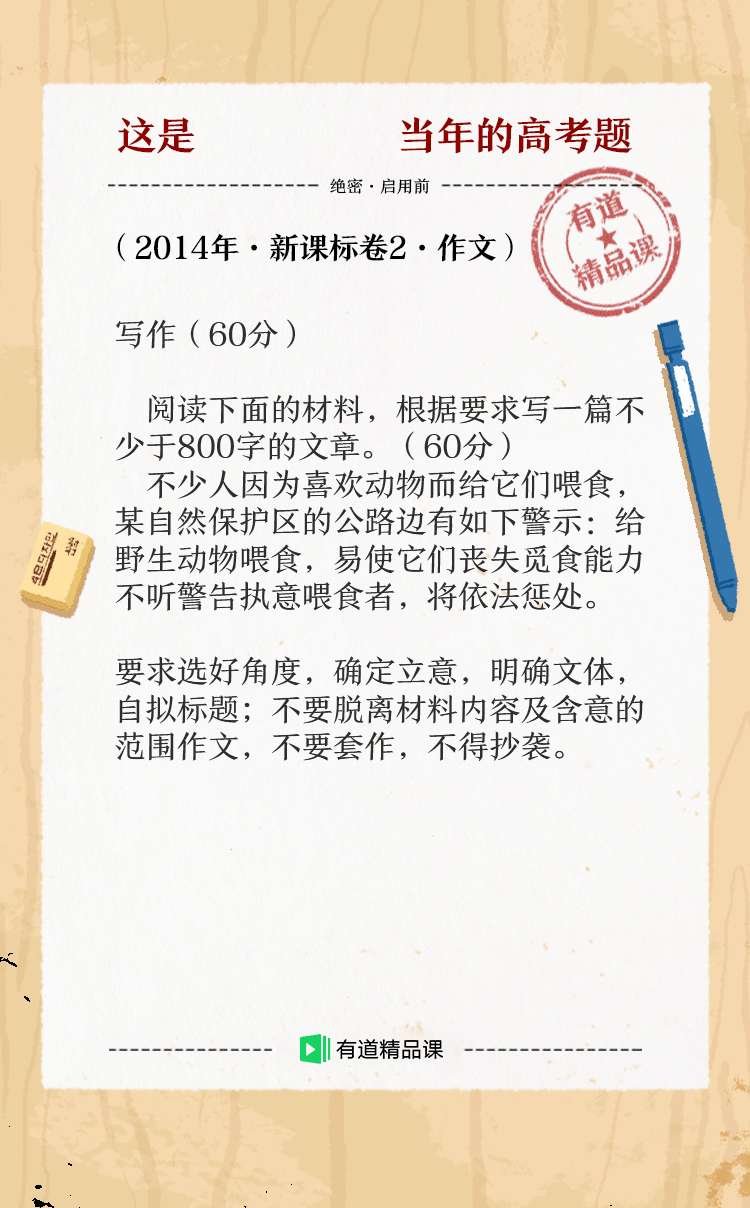 这是 当年的高考题
绝密·启用前
有道
精品课
（2014年·新课标卷2·作文）
写作（60分）
阅读下面的材料，根据要求写一篇不
少于800字的文章。（60分）
不少人因为喜欢动物而给它们喂食，
某自然保护区的公路边有如下警示：给
野生动物喂食，易使它们丧失觅食能力
不听警告执意喂食者，将依法惩处。
要求选好角度，确定立意，明确文体，
自拟标题；不要脱离材料内容及含意的
范围作文，不要套作，不得抄袭。
有道精品课